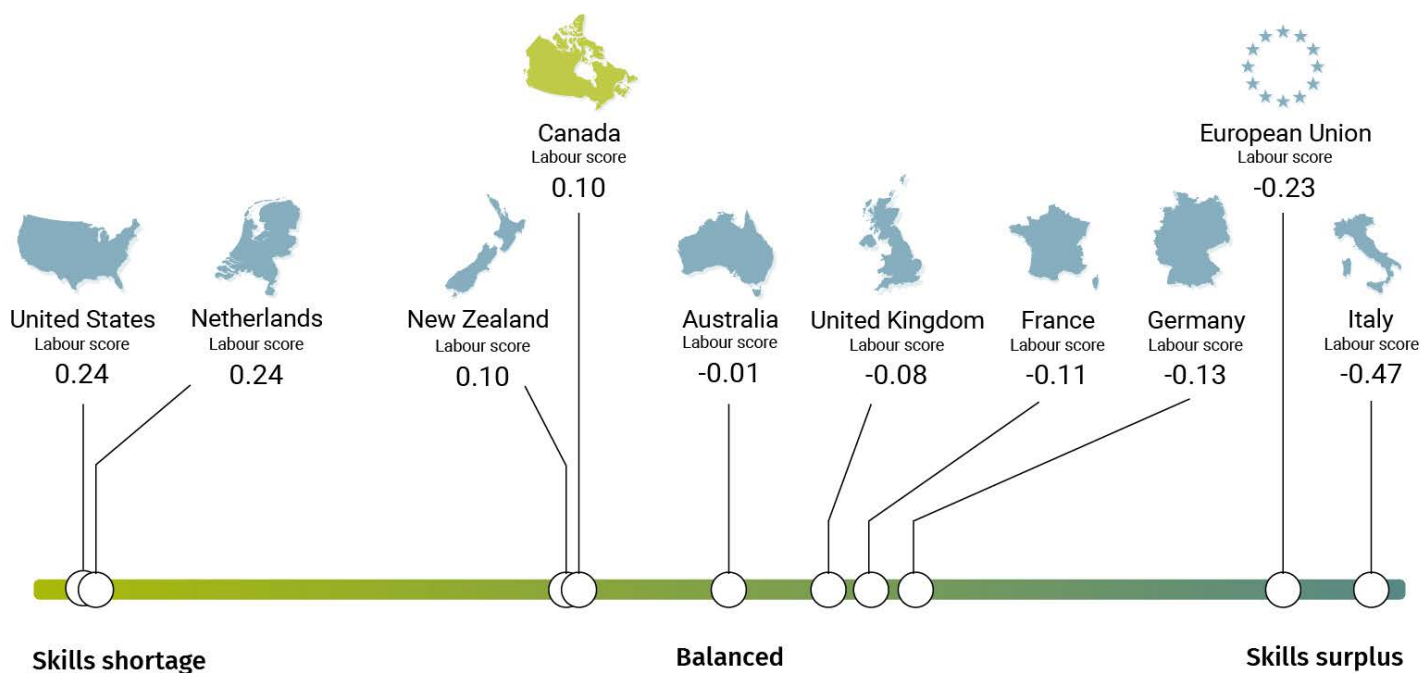 Canada
Labour score
0.10
European Union
Labour score
-0.23
United States
Labour score
0.24
Netherlands
Labour score
0.24
New Zealand
Labour score
0.10
Australia
Labour score
-0.01
United Kingdom
Labour score
-0.08
France
Labour score
-0.11
Germany
Labour score
-0.13
Italy
Labour score
-0.47
Skills shortage
Balanced
Skills surplus